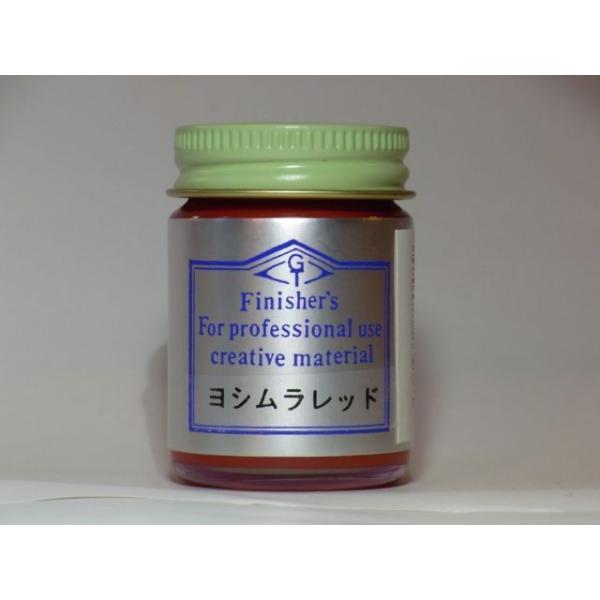 G
Finisher's
For professional use
creative material
ヨシムラレッド